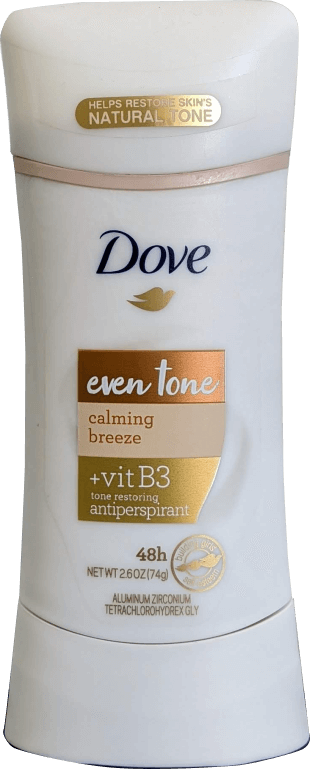 HELPS RESTORE SKIN'S
NATURAL TONE
Dove
even tone
calming
breeze
+vit B3
tone restoring
antiperspirant
48h
NET WT 2.6 OZ (74g)
ALUMINUM ZIRCONIUM
TETRACHLOROHYDREX GLY